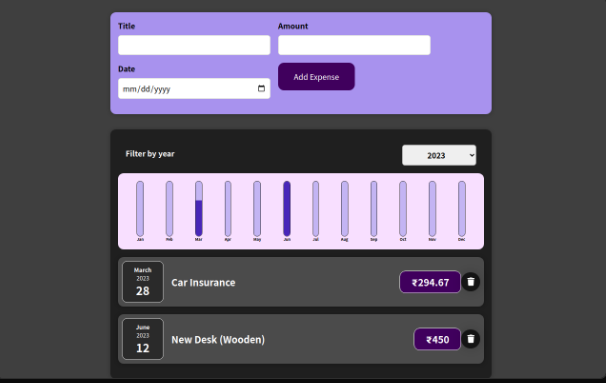 Title
Amount
Date
mm/dd/yyyy
Add Expense
Filter by year
2023
Jan Feb Mar Apr May Jun Jul Aug Sep Oct Nov Dec
March
2023
28
Car Insurance
₹294.67
June
2023
12
New Desk (Wooden)
₹450